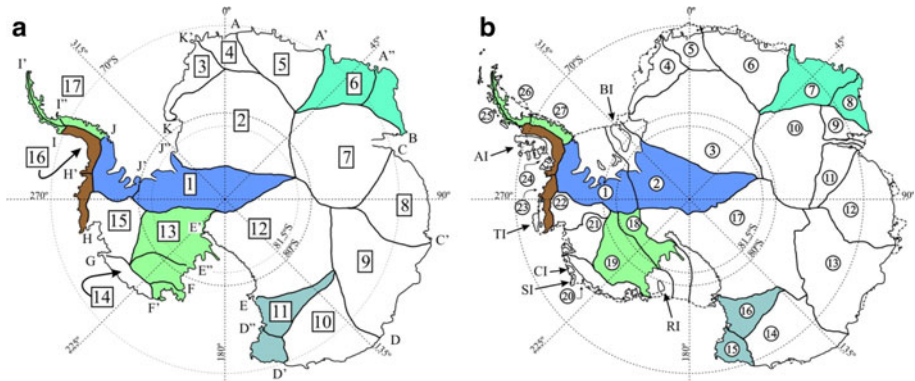 a
0°
A
K'
A'
A"
45°
315°
70°S
I'
17
3
4
5
6
I"
I
J
K
2
B
C
16
J"
J'
H'
1
7
270°
90°
15
8
H
13
E'
12
81.5°S
80°S
C'
G
E"
9
14
F
F'
E
11
10
D"
D
D'
225°
180°
135°
b
0°
45°
315°
70°S
4
5
6
BI
26
27
25
7
8
9
10
AI
3
11
24
1
2
270°
90°
23
22
12
TI
21
18
17
81.5°S
80°S
13
19
CI
SI
20
RI
16
15
14
225°
180°
135°